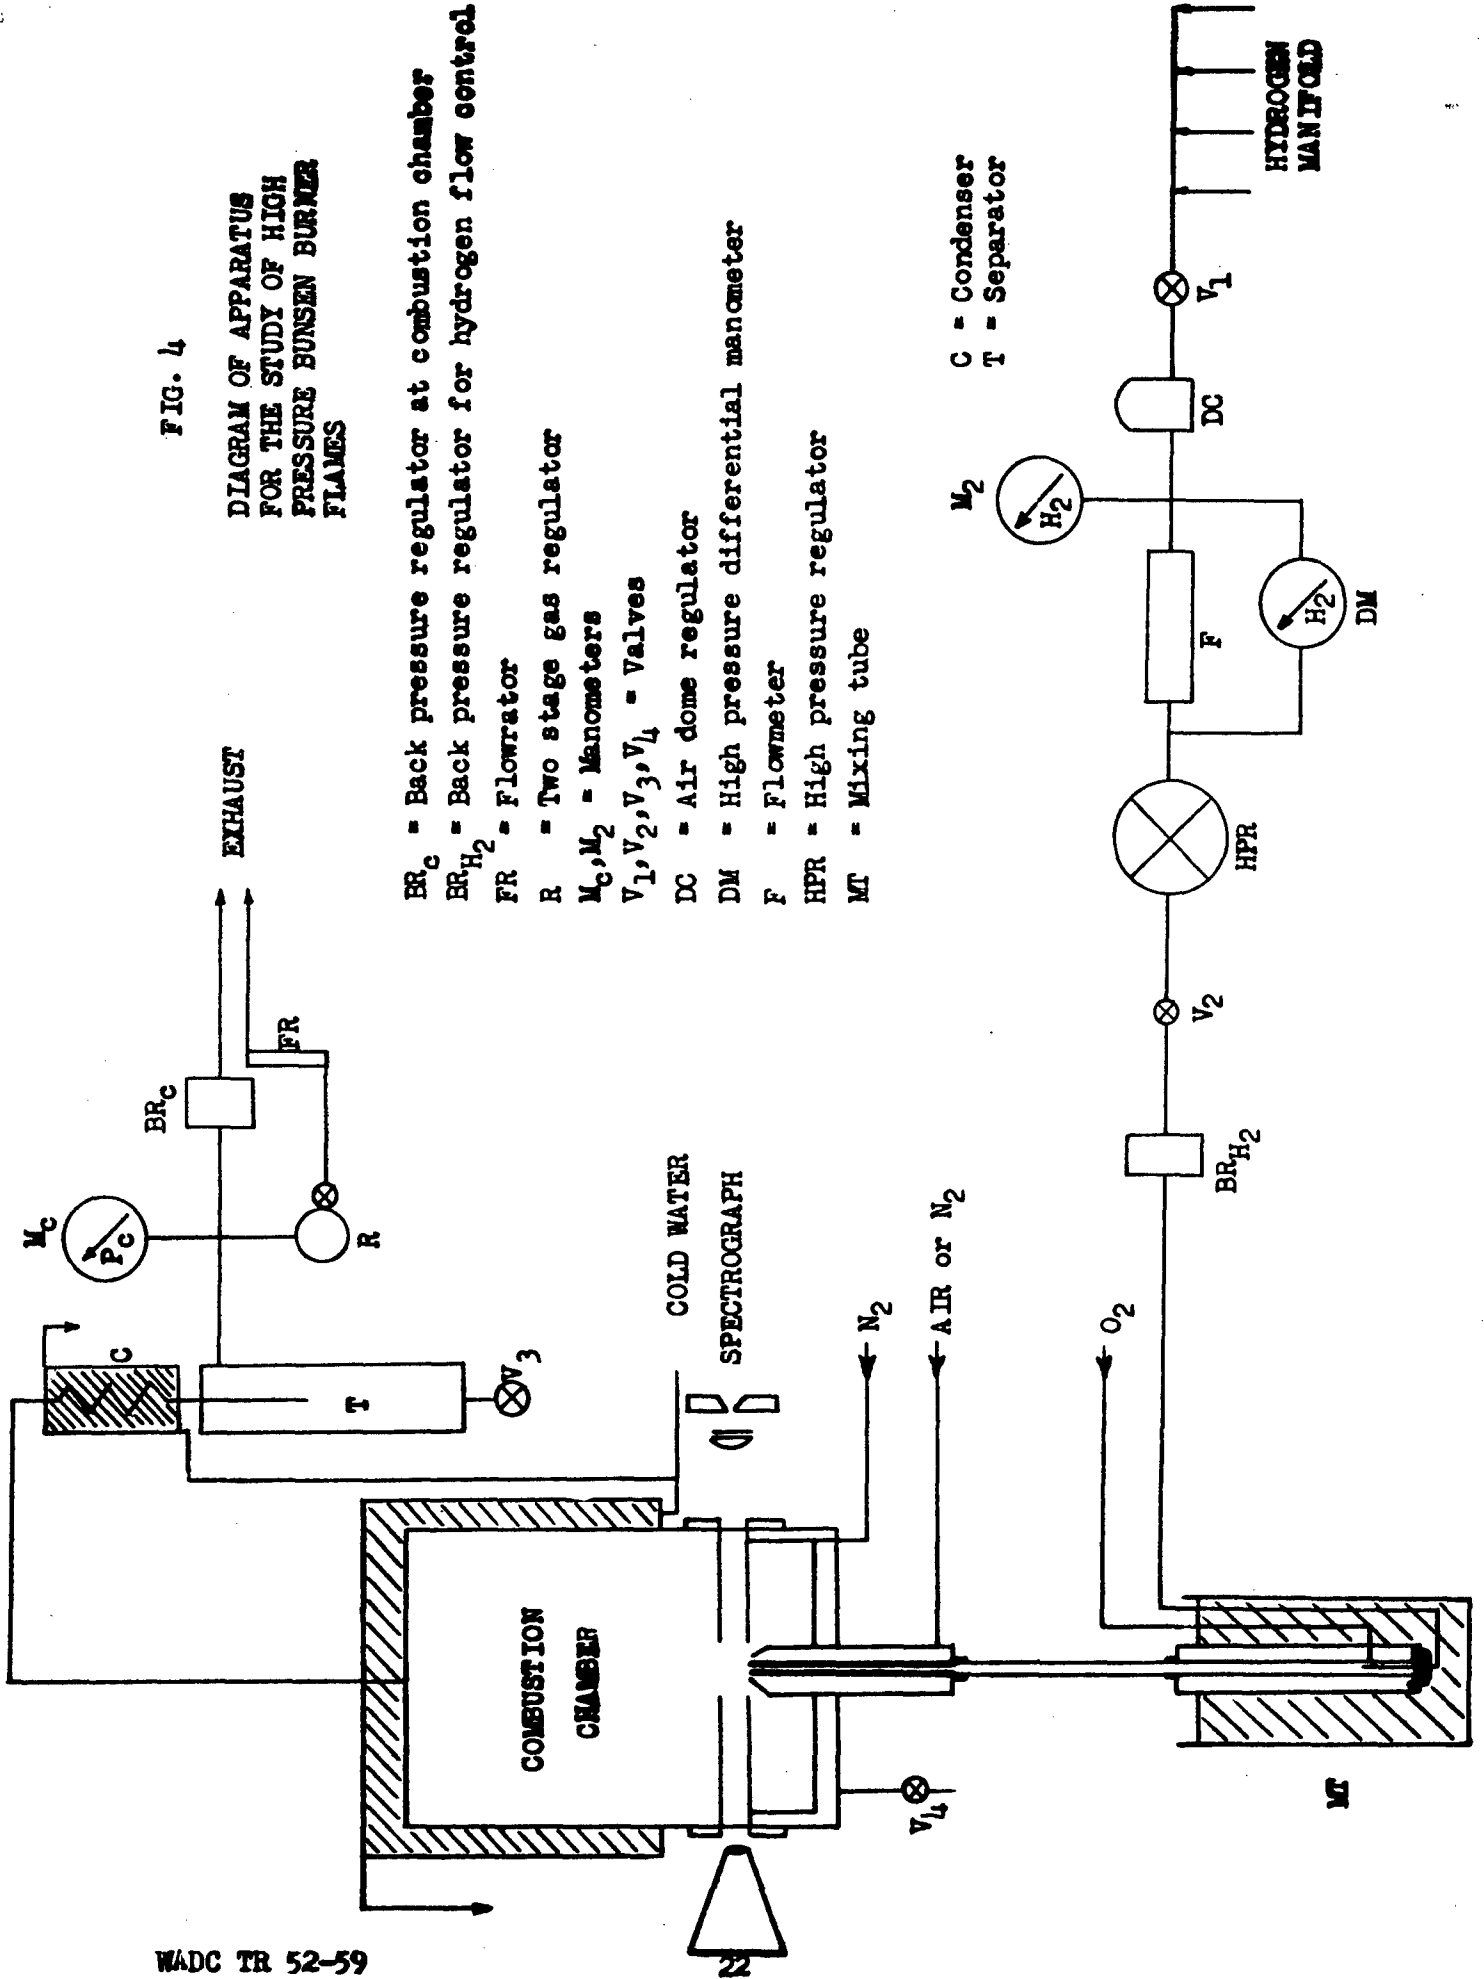 FIG. 4
DIAGRAM OF APPARATUS
FOR THE STUDY OF HIGH
PRESSURE BUNSEN BURNER
FLAMES
BRc = Back pressure regulator at combustion chamber
BRH2 = Back pressure regulator for hydrogen flow control
FR = Flowrator
R = Two stage gas regulator
Mc, M2 = Manometers
V1, V2, V3, V4 = Valves
DC = Air dome regulator
DM = High pressure differential manometer
F = Flowmeter
HPR = High pressure regulator
MT = Mixing tube
C = Condenser
T = Separator
EXHAUST
Mc
Pc
BRc
FR
R
C
T
V3
COLD WATER
SPECTROGRAPH
COMBUSTION
CHAMBER
N2
AIR or N2
O2
V4
MT
BRH2
V2
HPR
F
H2
DM
M2
H2
DC
V1
HYDROGEN
MANIFOLD
WADC TR 52-59
22